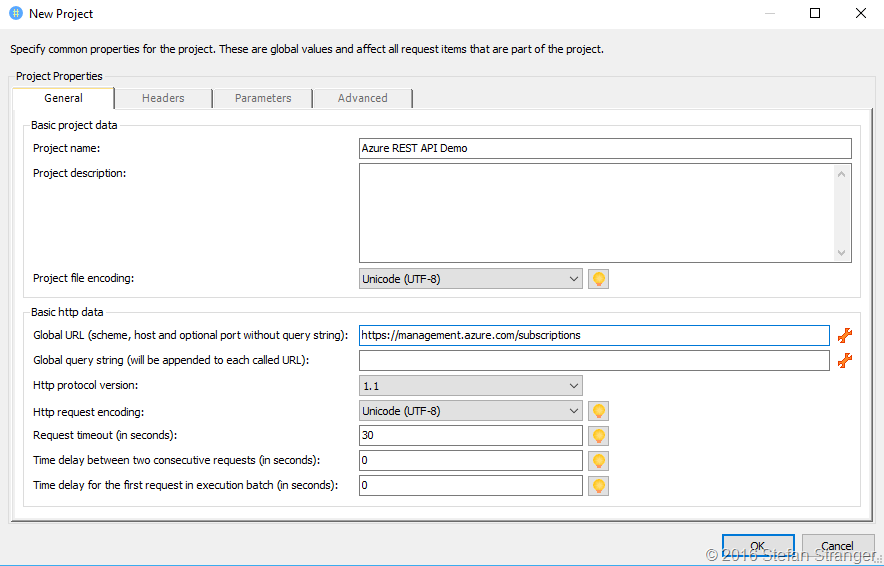 New Project
Specify common properties for the project. These are global values and affect all request items that are part of the project.
Project Properties
General Headers Parameters Advanced
Basic project data
Project name: Azure REST API Demo
Project description:
Project file encoding: Unicode (UTF-8)
Basic http data
Global URL (scheme, host and optional port without query string): https://management.azure.com/subscriptions
Global query string (will be appended to each called URL):
Http protocol version: 1.1
Http request encoding: Unicode (UTF-8)
Request timeout (in seconds): 30
Time delay between two consecutive requests (in seconds): 0
Time delay for the first request in execution batch (in seconds): 0
OK Cancel
© 2016 Stefan Stranger